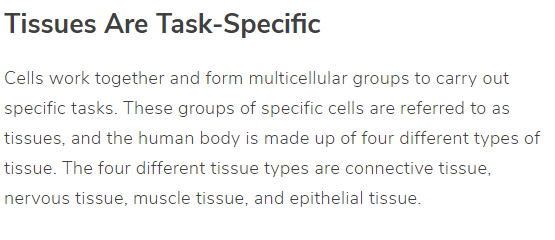 Tissues Are Task-Specific
Cells work together and form multicellular groups to carry out
specific tasks. These groups of specific cells are referred to as
tissues, and the human body is made up of four different types of
tissue. The four different tissue types are connective tissue,
nervous tissue, muscle tissue, and epithelial tissue.